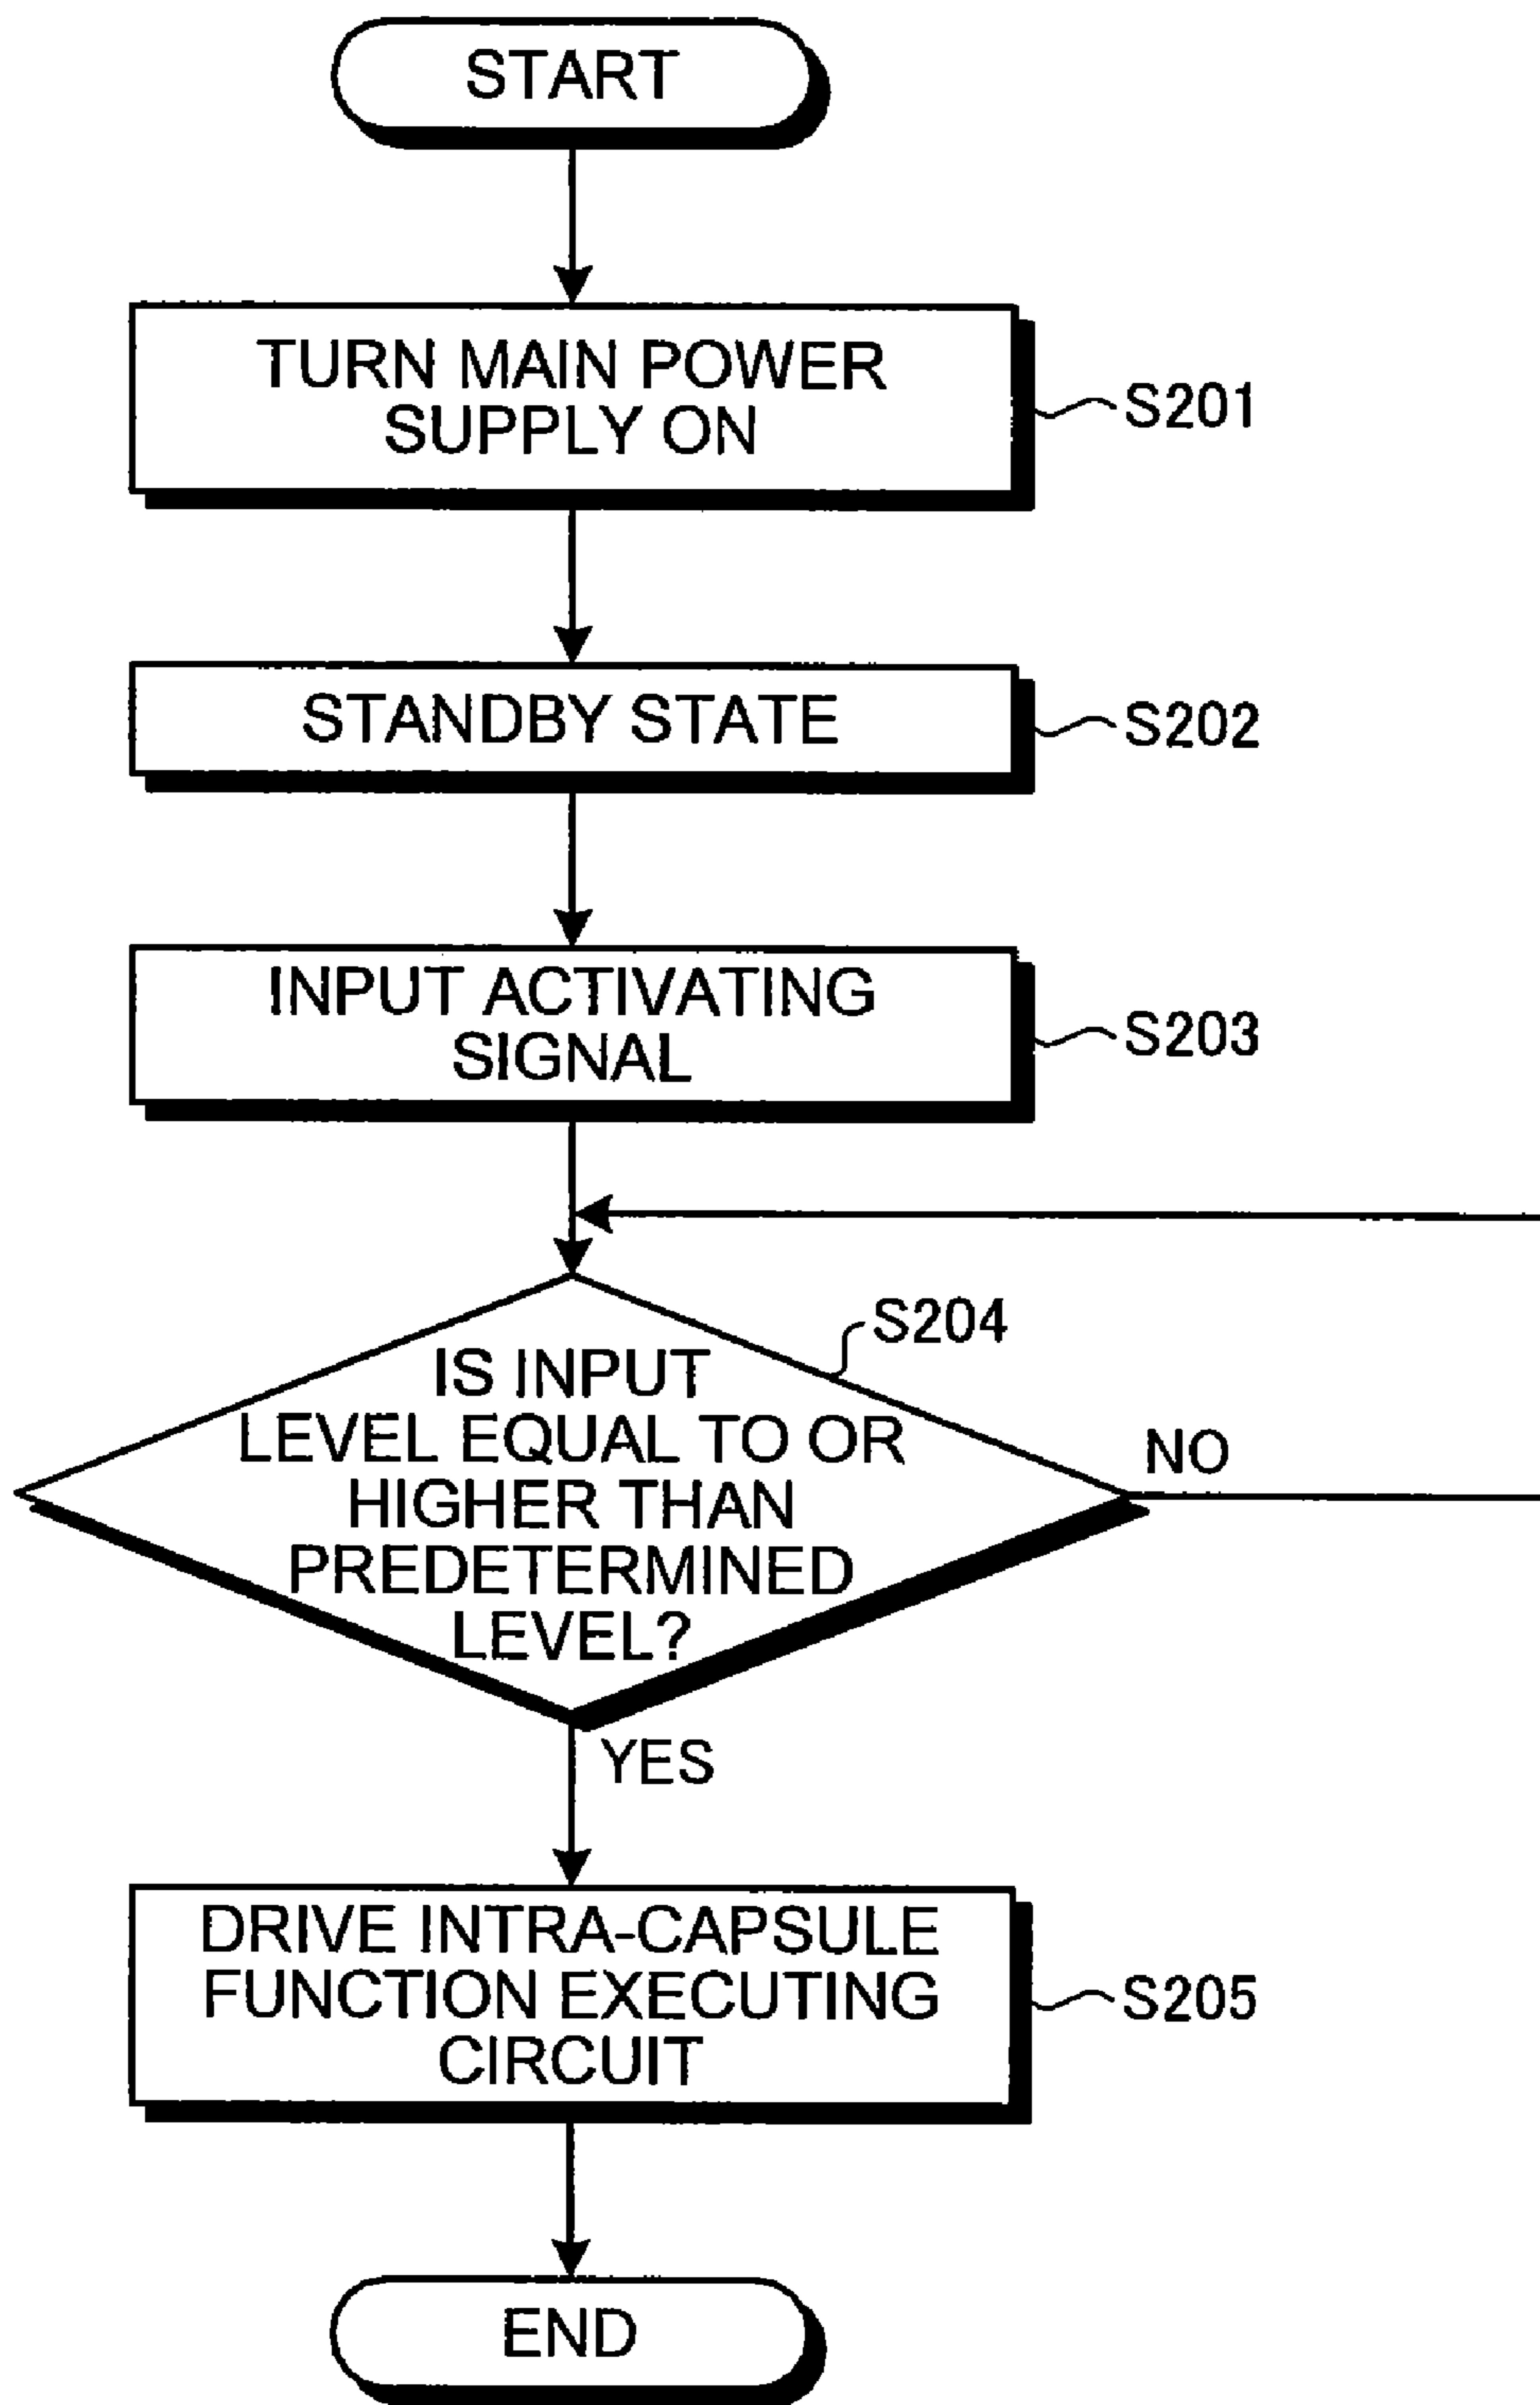 START
TURN MAIN POWER
SUPPLY ON
S201
STANDBY STATE
S202
INPUT ACTIVATING
SIGNAL
S203
S204
IS INPUT
LEVEL EQUAL TO OR
HIGHER THAN
PREDETERMINED
LEVEL?
NO
YES
DRIVE INTRA-CAPSULE
FUNCTION EXECUTING
CIRCUIT
S205
END